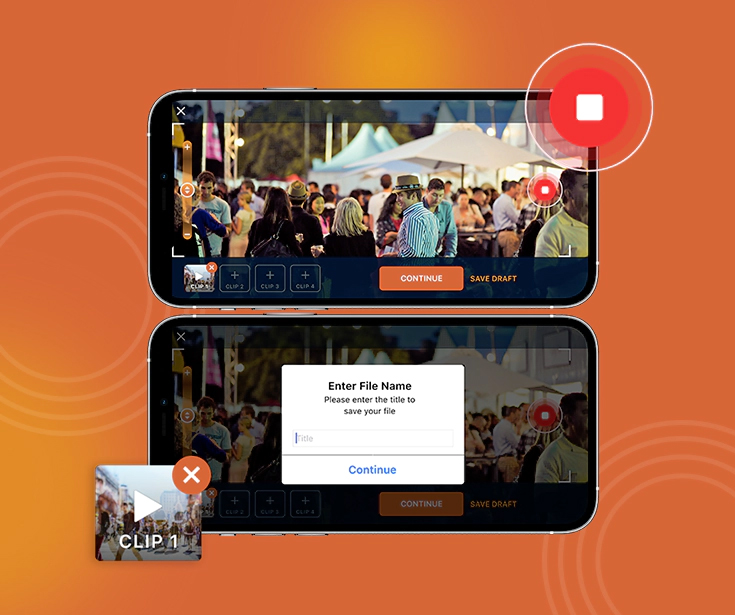 CLIP 1
CLIP 2
CLIP 3
CLIP 4
CONTINUE
SAVE DRAFT
Enter File Name
Please enter the title to
save your file
Title
Continue
CLIP 2
CLIP 3
CLIP 4
CONTINUE
SAVE DRAFT
CLIP 1